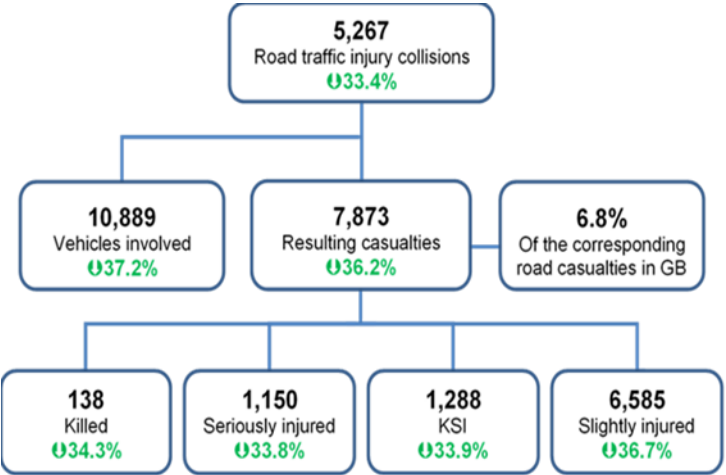 5,267
Road traffic injury collisions
33.4%
10,889
Vehicles involved
37.2%
7,873
Resulting casualties
36.2%
6.8%
Of the corresponding
road casualties in GB
138
Killed
34.3%
1,150
Seriously injured
33.8%
1,288
KSI
33.9%
6,585
Slightly injured
36.7%